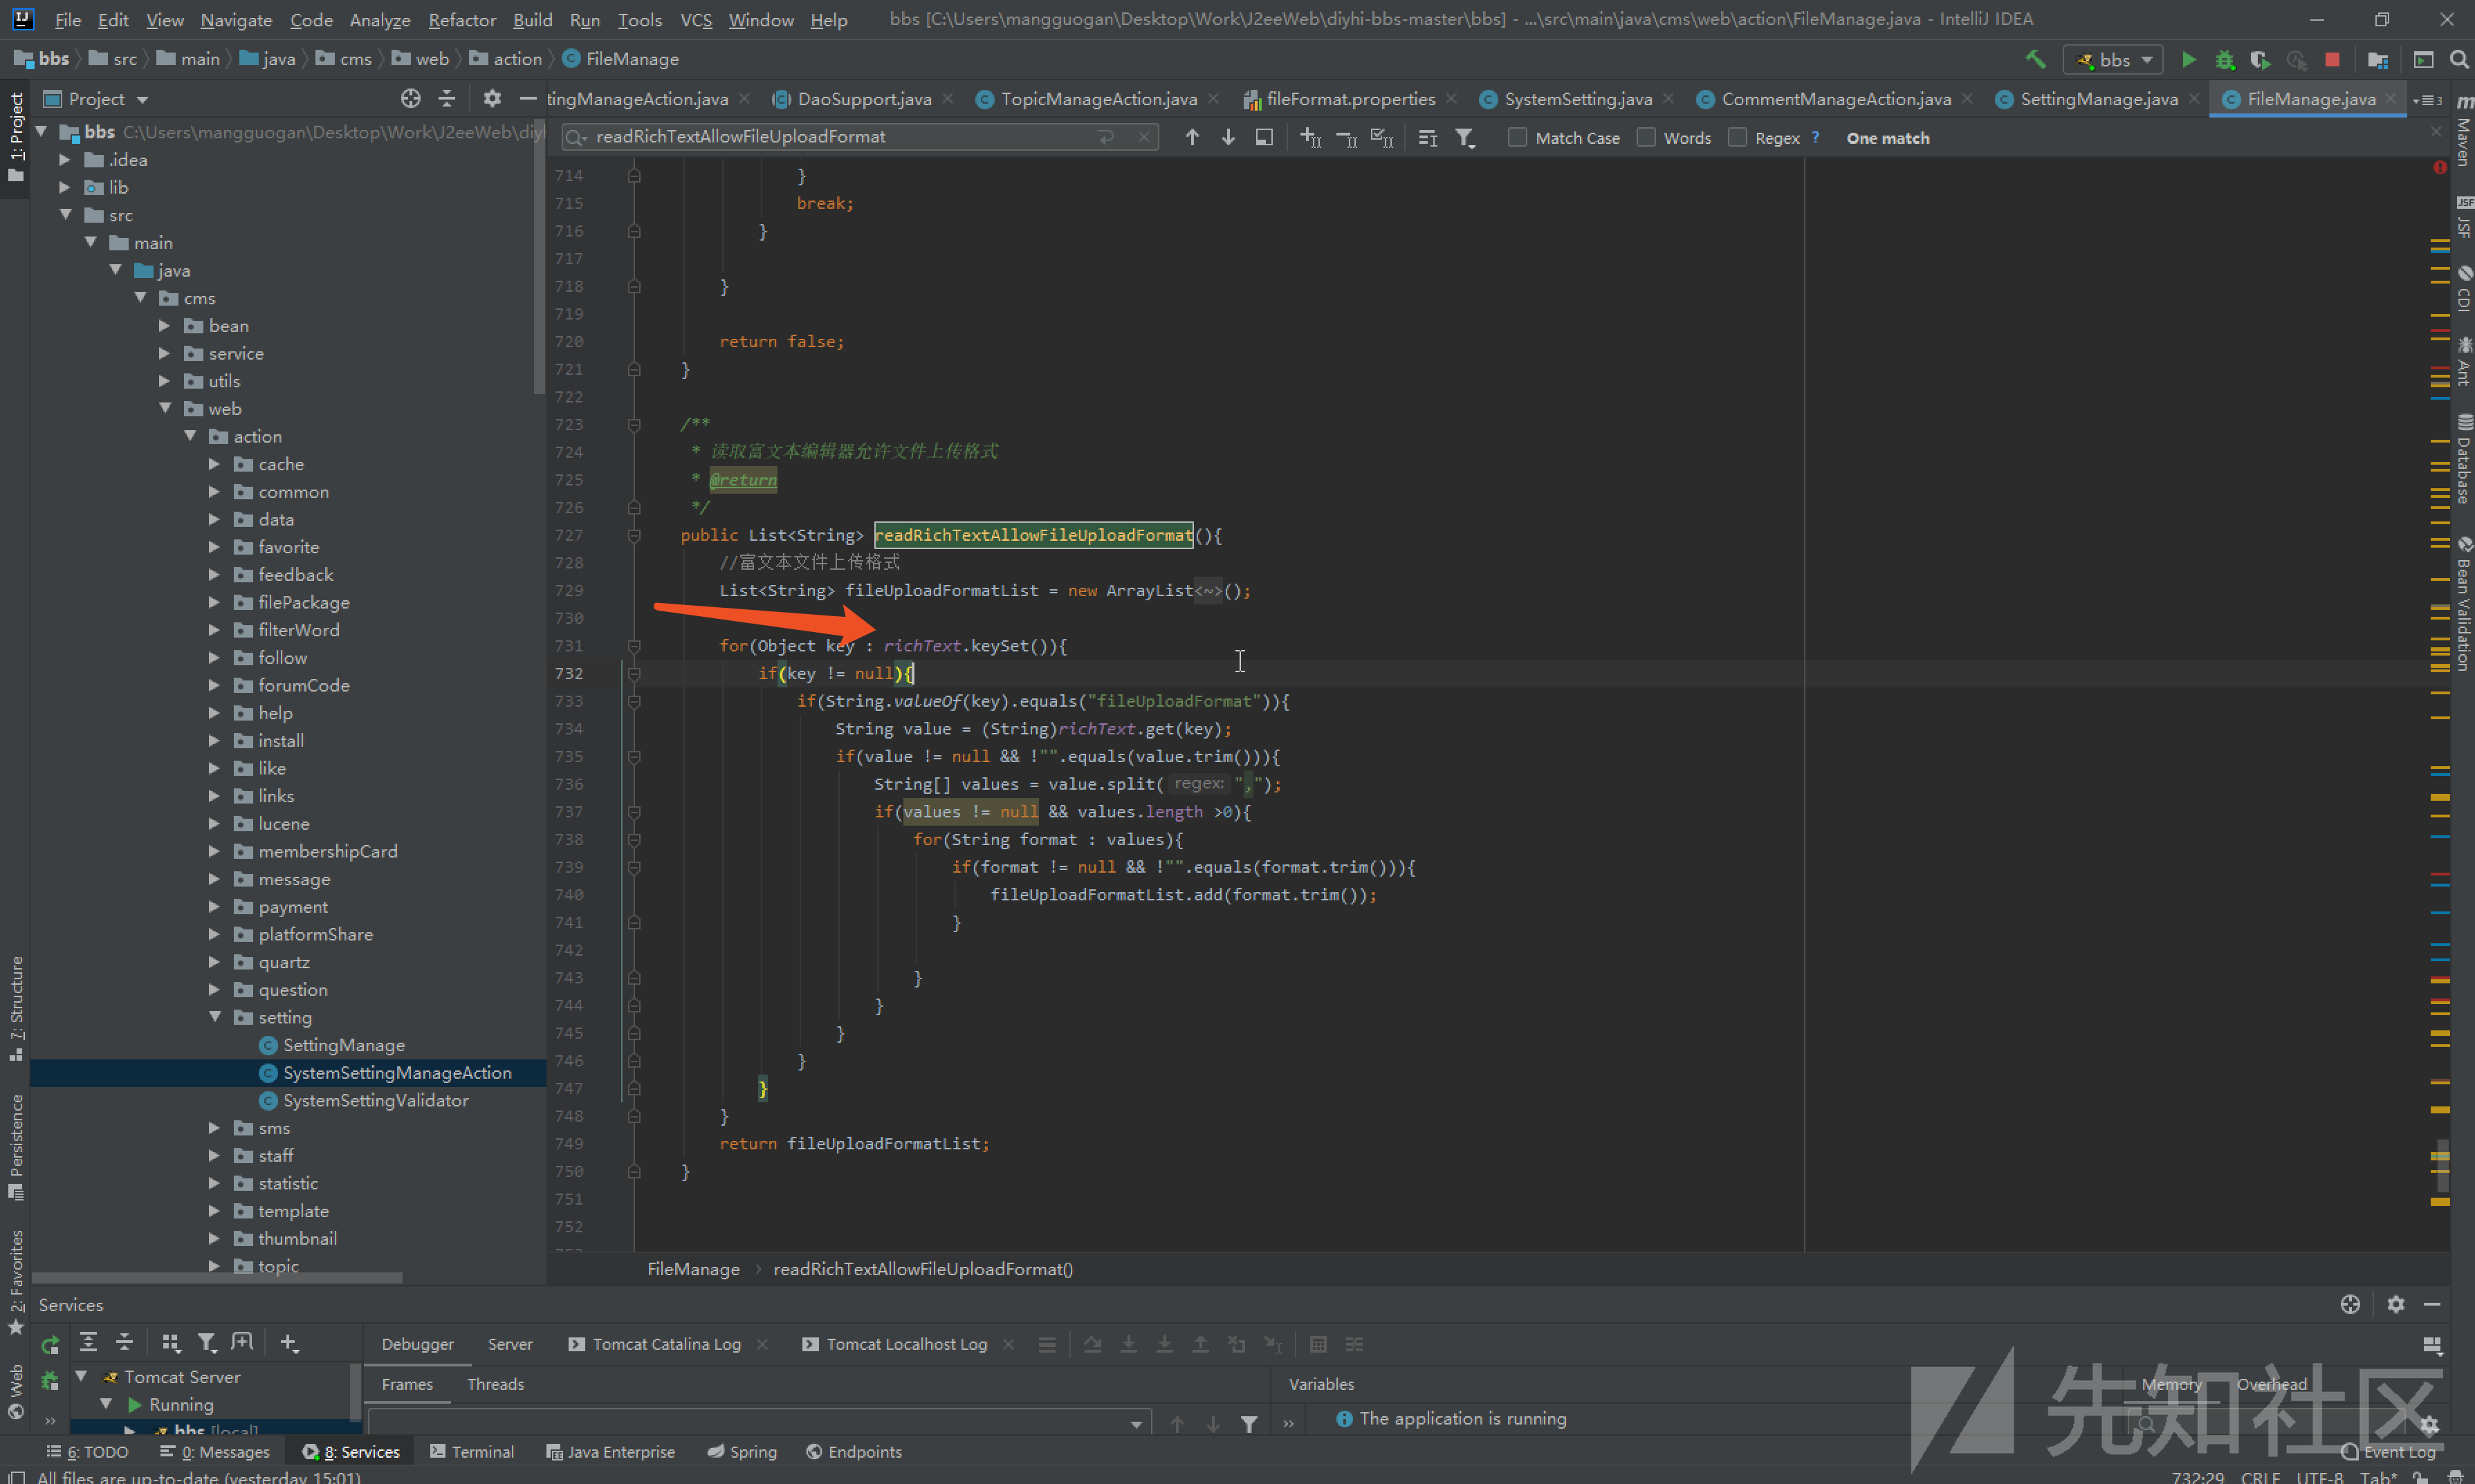 File Edit View Navigate Code Analyze Refactor Build Run Tools VCS Window Help bbs [C:\Users\mangguogan\Desktop\Work\J2eeWeb\diyhi-bbs-master\bbs] - ...\src\main\java\cms\web\action\FileManage.java - IntelliJ IDEA
bbs src main java cms web action FileManage bbs
Project tingManageAction.java DaoSupport.java TopicManageAction.java fileFormat.properties SystemSetting.java CommentManageAction.java SettingManage.java FileManage.java
readRichTextAllowFileUploadFormat Match Case Words Regex ? One match
1: Project
7: Structure
Persistence
2: Favorites
Web
bbs C:\Users\mangguogan\Desktop\Work\J2eeWeb\diy
.idea
lib
src
main
java
cms
bean
service
utils
web
action
cache
common
data
favorite
feedback
filePackage
filterWord
follow
forumCode
help
install
like
links
lucene
membershipCard
message
payment
platformShare
quartz
question
setting
SettingManage
SystemSettingManageAction
SystemSettingValidator
sms
staff
statistic
template
thumbnail
topic
714 }
715 break;
716 }
717
718 }
719
720 return false;
721 }
722
723 /**
724 * 读取富文本编辑器允许文件上传格式
725 * @return
726 */
727 public List<String> readRichTextAllowFileUploadFormat(){
728 //富文本文件上传格式
729 List<String> fileUploadFormatList = new ArrayList<~>();
730
731 for(Object key : richText.keySet()){
732 if(key != null){
733 if(String.valueOf(key).equals("fileUploadFormat")){
734 String value = (String)richText.get(key);
735 if(value != null && !"".equals(value.trim())){
736 String[] values = value.split( regex: ",");
737 if(values != null && values.length >0){
738 for(String format : values){
739 if(format != null && !"".equals(format.trim())){
740 fileUploadFormatList.add(format.trim());
741 }
742
743 }
744 }
745 }
746 }
747 }
748 }
749 return fileUploadFormatList;
750 }
751
752
FileManage readRichTextAllowFileUploadFormat()
Maven
JSF
CDI
Ant
Database
Bean Validation
Services
Debugger Server Tomcat Catalina Log Tomcat Localhost Log
Tomcat Server
Running
bbs [local]
Frames Threads Variables Memory Overhead
The application is running
先知社区
6: TODO 0: Messages 8: Services Terminal Java Enterprise Spring Endpoints Event Log
All files are up-to-date (yesterday 15:01) 732:29 CRLF UTF-8 Tab*